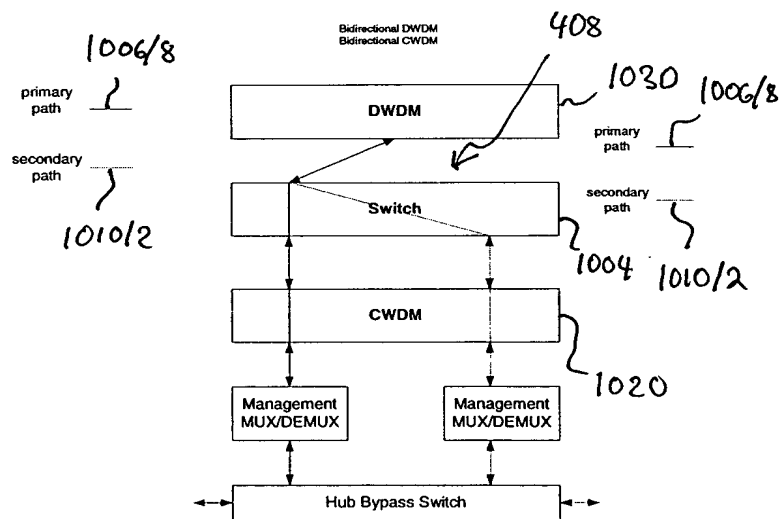 Bidirectional DWDM
Bidirectional CWDM
408
1006/8
primary
path
DWDM
1030
1006/8
primary
path
secondary
path
1010/2
Switch
secondary
path
1004
1010/2
CWDM
1020
Management
MUX/DEMUX
Management
MUX/DEMUX
Hub Bypass Switch